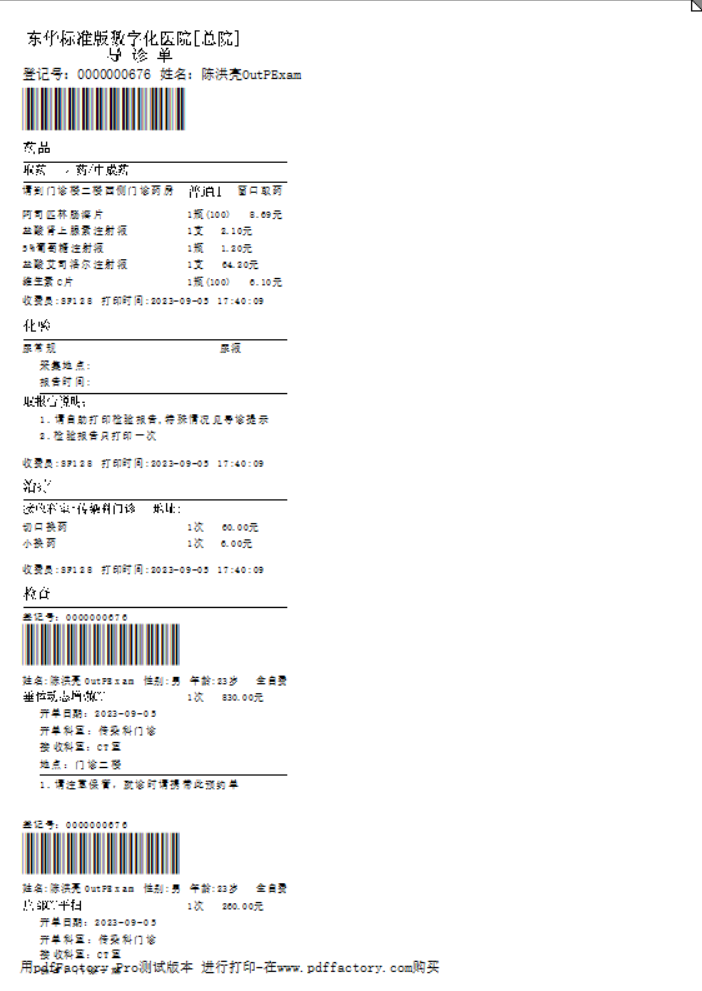 东华标准版数字化医院[总院]
导 诊 单
登记号: 0000000676 姓名: 陈洪亮OutPExam
药品
取药 药/中成药
请到门诊楼二楼西侧门诊药房 普通1 窗口取药
阿司匹林肠溶片 1瓶(100) 8.69元
盐酸肾上腺素注射液 1支 2.10元
5%葡萄糖注射液 1瓶 1.20元
盐酸艾司洛尔注射液 1支 64.20元
维生素C片 1瓶(100) 6.10元
收费员:SF128 打印时间:2023-09-05 17:40:09
化验
尿常规 尿液
采集地点:
报告时间:
取报告说明:
1.请自助打印检验报告,特殊情况见导诊提示
2.检验报告只打印一次
收费员:SF128 打印时间:2023-09-05 17:40:09
治疗
接收科室:传染科门诊 地址:
切口换药 1次 60.00元
小换药 1次 6.00元
收费员:SF128 打印时间:2023-09-05 17:40:09
检查
登记号: 0000000676
姓名:陈洪亮OutPExam 性别:男 年龄:23岁 全自费
垂体动态增强CT 1次 830.00元
开单日期: 2023-09-05
开单科室: 传染科门诊
接收科室: CT室
地点: 门诊二楼
1.请注意保管, 就诊时请携带此预约单
登记号: 0000000676
姓名:陈洪亮OutPExam 性别:男 年龄:23岁 全自费
CT平扫 1次 260.00元
开单日期: 2023-09-05
开单科室: 传染科门诊
接收科室: CT室
用pdfFactory Pro测试版本 进行打印-在www.pdffactory.com购买